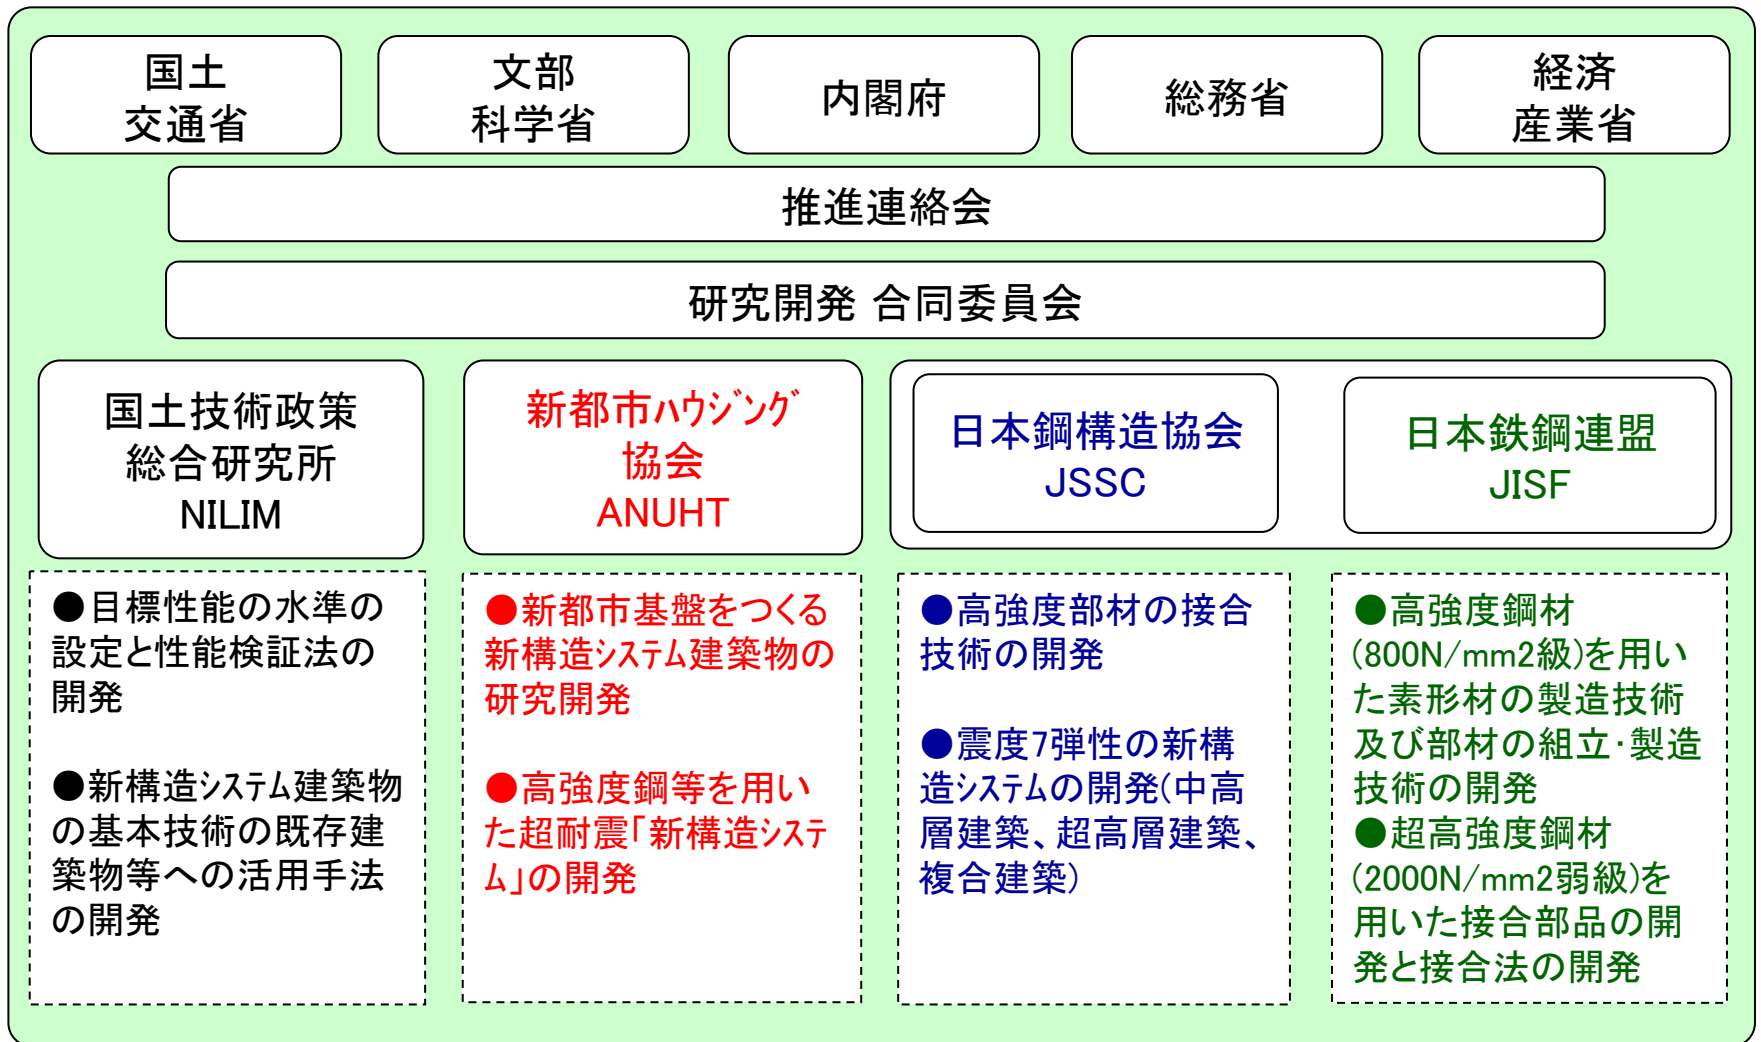 国土
交通省
文部
科学省
内閣府
総務省
経済
産業省
推進連絡会
研究開発 合同委員会
国土技術政策
総合研究所
NILIM
新都市ﾊｳｼﾞﾝｸﾞ
協会
ANUHT
日本鋼構造協会
JSSC
日本鉄鋼連盟
JISF
●目標性能の水準の
設定と性能検証法の
開発
●新構造ｼｽﾃﾑ建築物
の基本技術の既存建
築物等への活用手法
の開発
●新都市基盤をつくる
新構造ｼｽﾃﾑ建築物の
研究開発
●高強度鋼等を用い
た超耐震｢新構造ｼｽﾃ
ﾑ｣の開発
●高強度部材の接合
技術の開発
●震度7弾性の新構
造ｼｽﾃﾑの開発(中高
層建築、超高層建築、
複合建築)
●高強度鋼材
(800N/mm2級)を用い
た素形材の製造技術
及び部材の組立･製造
技術の開発
●超高強度鋼材
(2000N/mm2弱級)を
用いた接合部品の開
発と接合法の開発